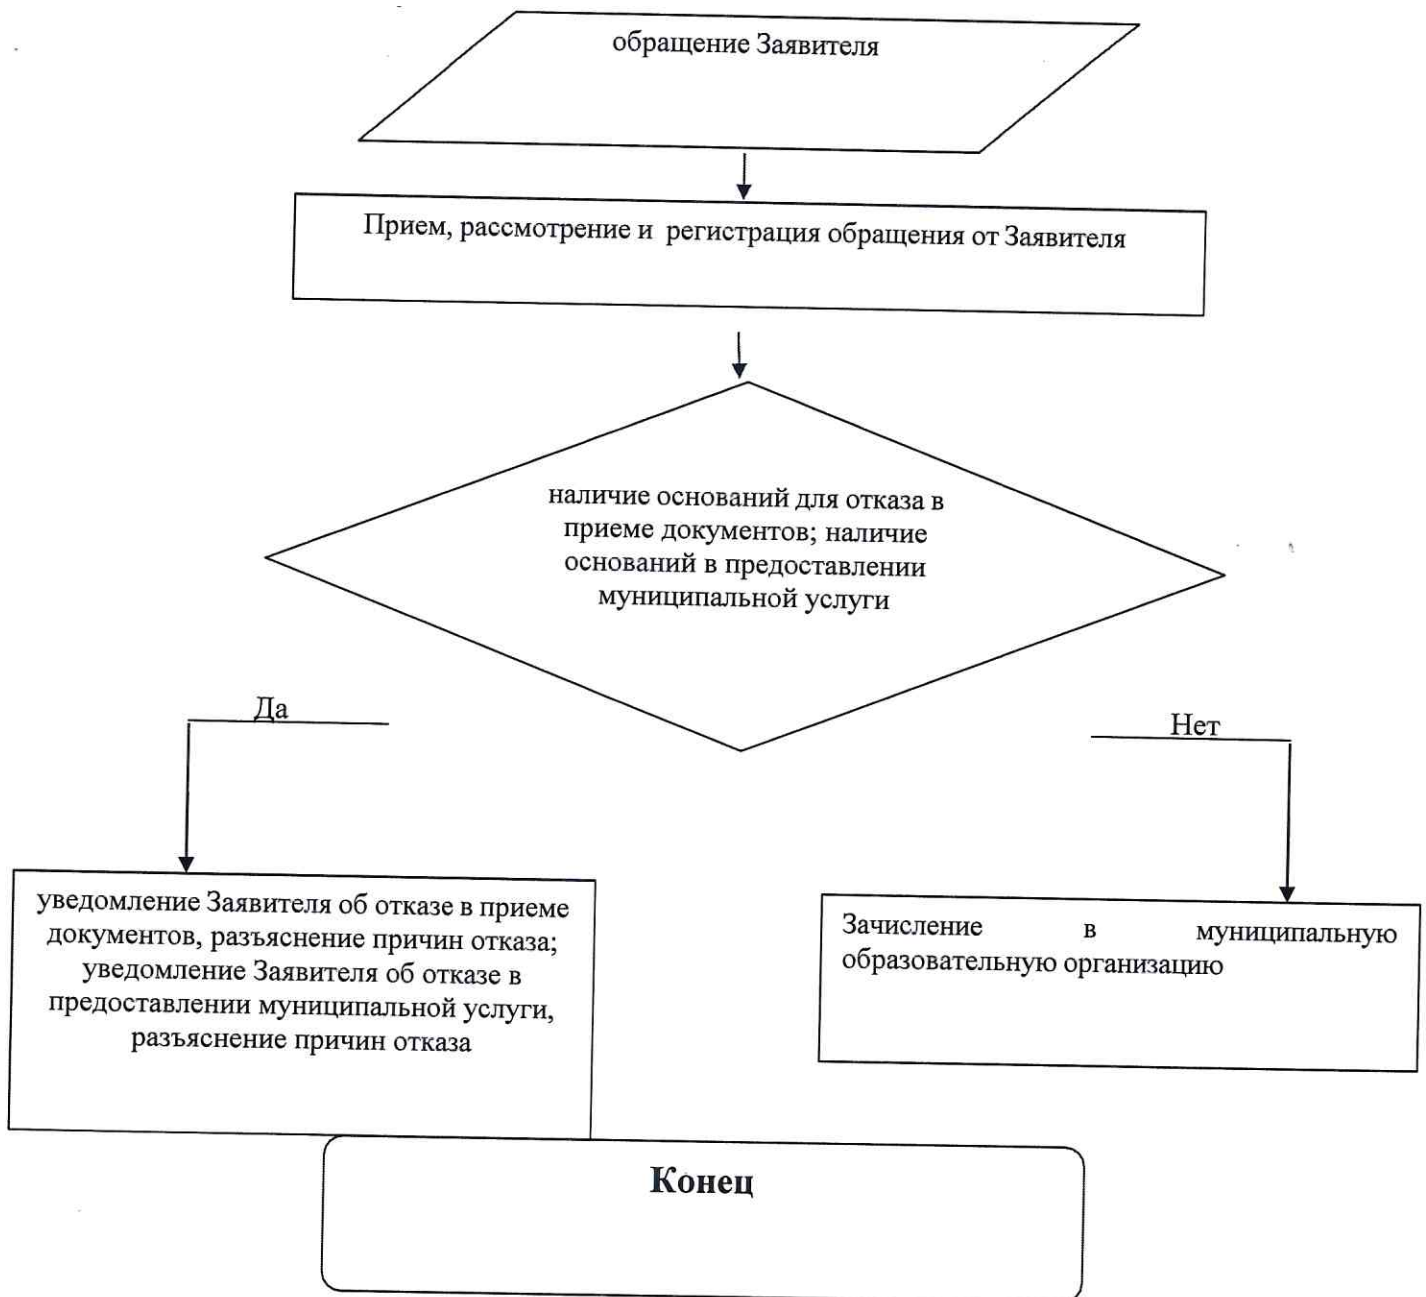 обращение Заявителя
Прием, рассмотрение и регистрация обращения от Заявителя
наличие оснований для отказа в
приеме документов; наличие
оснований в предоставлении
муниципальной услуги
Да
Нет
уведомление Заявителя об отказе в приеме
документов, разъяснение причин отказа;
уведомление Заявителя об отказе в
предоставлении муниципальной услуги,
разъяснение причин отказа
Зачисление в муниципальную
образовательную организацию
Конец